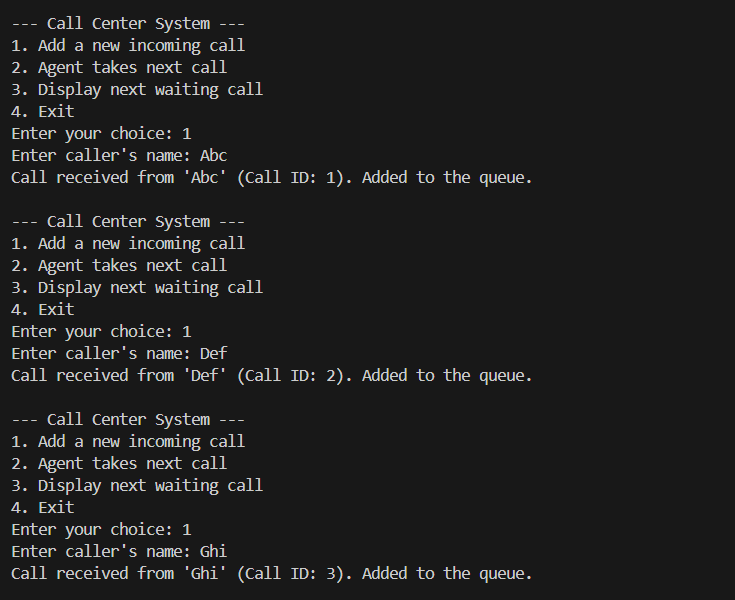 --- Call Center System ---
1. Add a new incoming call
2. Agent takes next call
3. Display next waiting call
4. Exit
Enter your choice: 1
Enter caller's name: Abc
Call received from 'Abc' (Call ID: 1). Added to the queue.

--- Call Center System ---
1. Add a new incoming call
2. Agent takes next call
3. Display next waiting call
4. Exit
Enter your choice: 1
Enter caller's name: Def
Call received from 'Def' (Call ID: 2). Added to the queue.

--- Call Center System ---
1. Add a new incoming call
2. Agent takes next call
3. Display next waiting call
4. Exit
Enter your choice: 1
Enter caller's name: Ghi
Call received from 'Ghi' (Call ID: 3). Added to the queue.